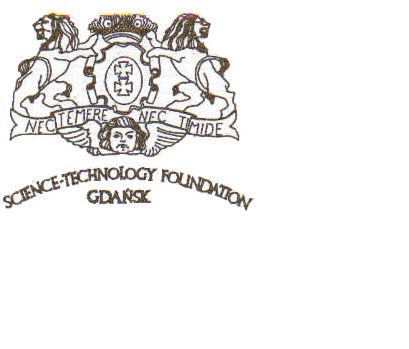 NEC TEMERE NEC TIMIDE
SCIENCE-TECHNOLOGY FOUNDATION
GDAŃSK